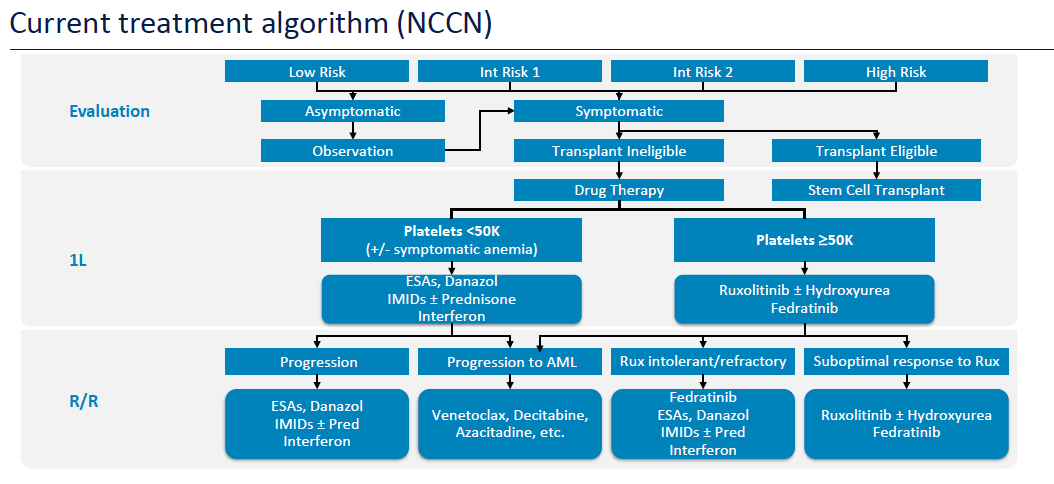 Current treatment algorithm (NCCN)
Low Risk
Int Risk 1
Int Risk 2
High Risk
Evaluation
Asymptomatic
Symptomatic
Observation
Transplant Ineligible
Transplant Eligible
Drug Therapy
Stem Cell Transplant
1L
Platelets <50K
(+/- symptomatic anemia)
Platelets ≥50K
ESAs, Danazol
IMIDs ± Prednisone
Interferon
Ruxolitinib ± Hydroxyurea
Fedratinib
R/R
Progression
Progression to AML
Rux intolerant/refractory
Suboptimal response to Rux
ESAs, Danazol
IMIDs ± Pred
Interferon
Venetoclax, Decitabine,
Azacitadine, etc.
Fedratinib
ESAs, Danazol
IMIDs ± Pred
Interferon
Ruxolitinib ± Hydroxyurea
Fedratinib